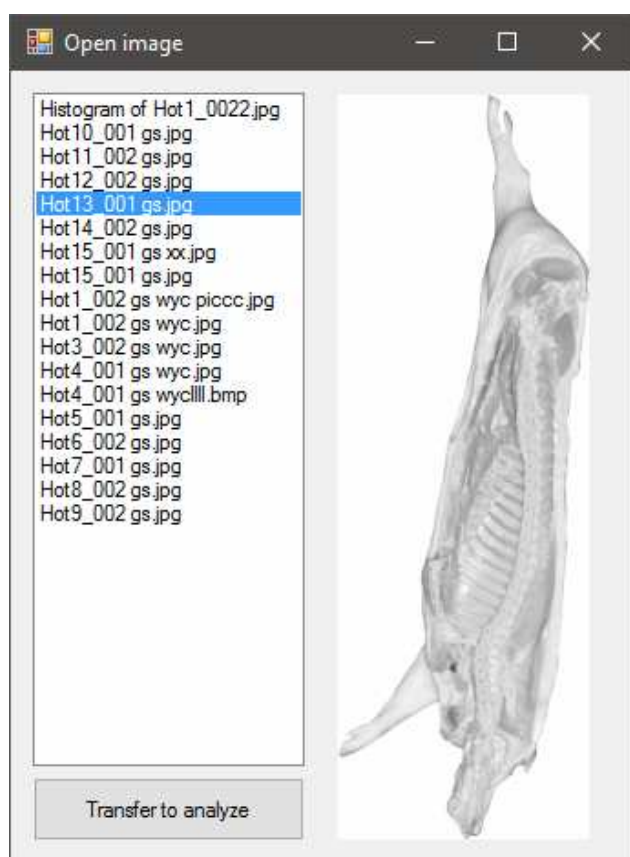 Open image
Histogram of Hot1_0022.jpg
Hot10_001 gs.jpg
Hot11_002 gs.jpg
Hot12_002 gs.jpg
Hot13_001 gs.jpg
Hot14_002 gs.jpg
Hot15_001 gs xx.jpg
Hot15_001 gs.jpg
Hot1_002 gs wyc piccc.jpg
Hot1_002 gs wyc.jpg
Hot3_002 gs wyc.jpg
Hot4_001 gs wyc.jpg
Hot4_001 gs wycllll.bmp
Hot5_001 gs.jpg
Hot6_002 gs.jpg
Hot7_001 gs.jpg
Hot8_002 gs.jpg
Hot9_002 gs.jpg
Transfer to analyze